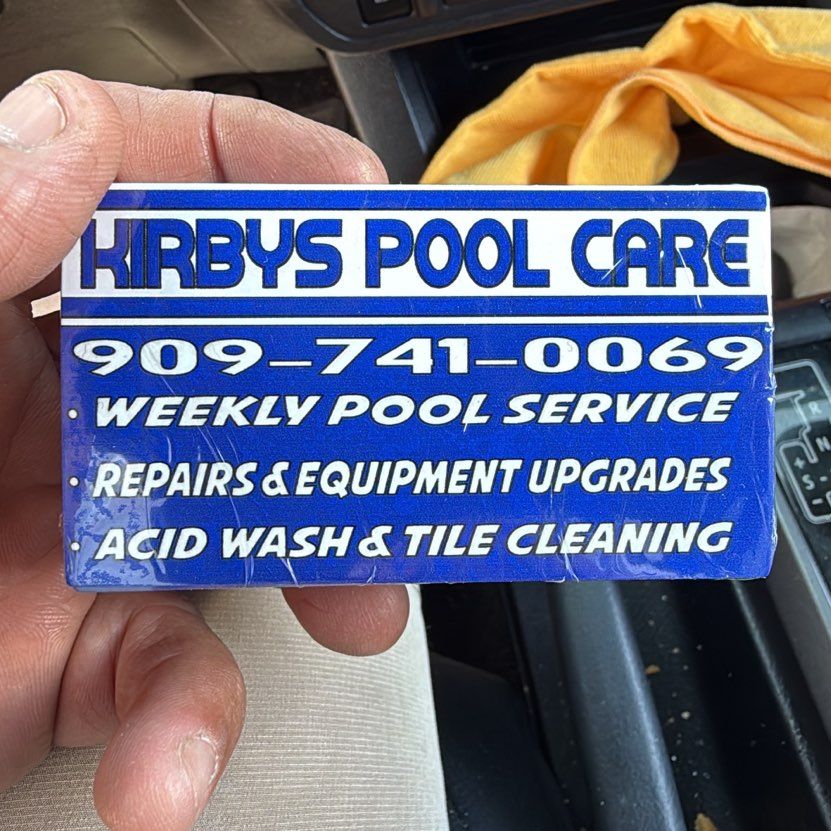 KIRBYS POOL CARE
909-741-0069
· WEEKLY POOL SERVICE
· REPAIRS & EQUIPMENT UPGRADES
· ACID WASH & TILE CLEANING
R
N
+
S
-